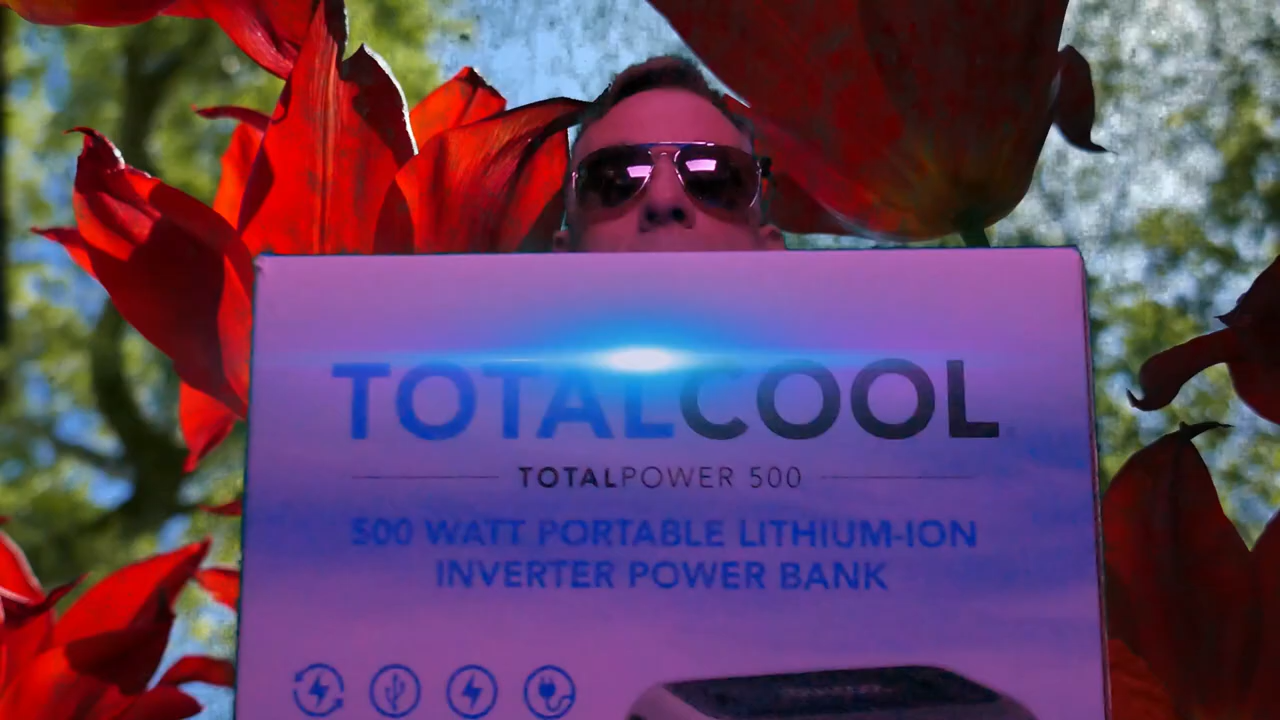 TOTALCOOL
TOTALPOWER 500
500 WATT PORTABLE LITHIUM-ION
INVERTER POWER BANK